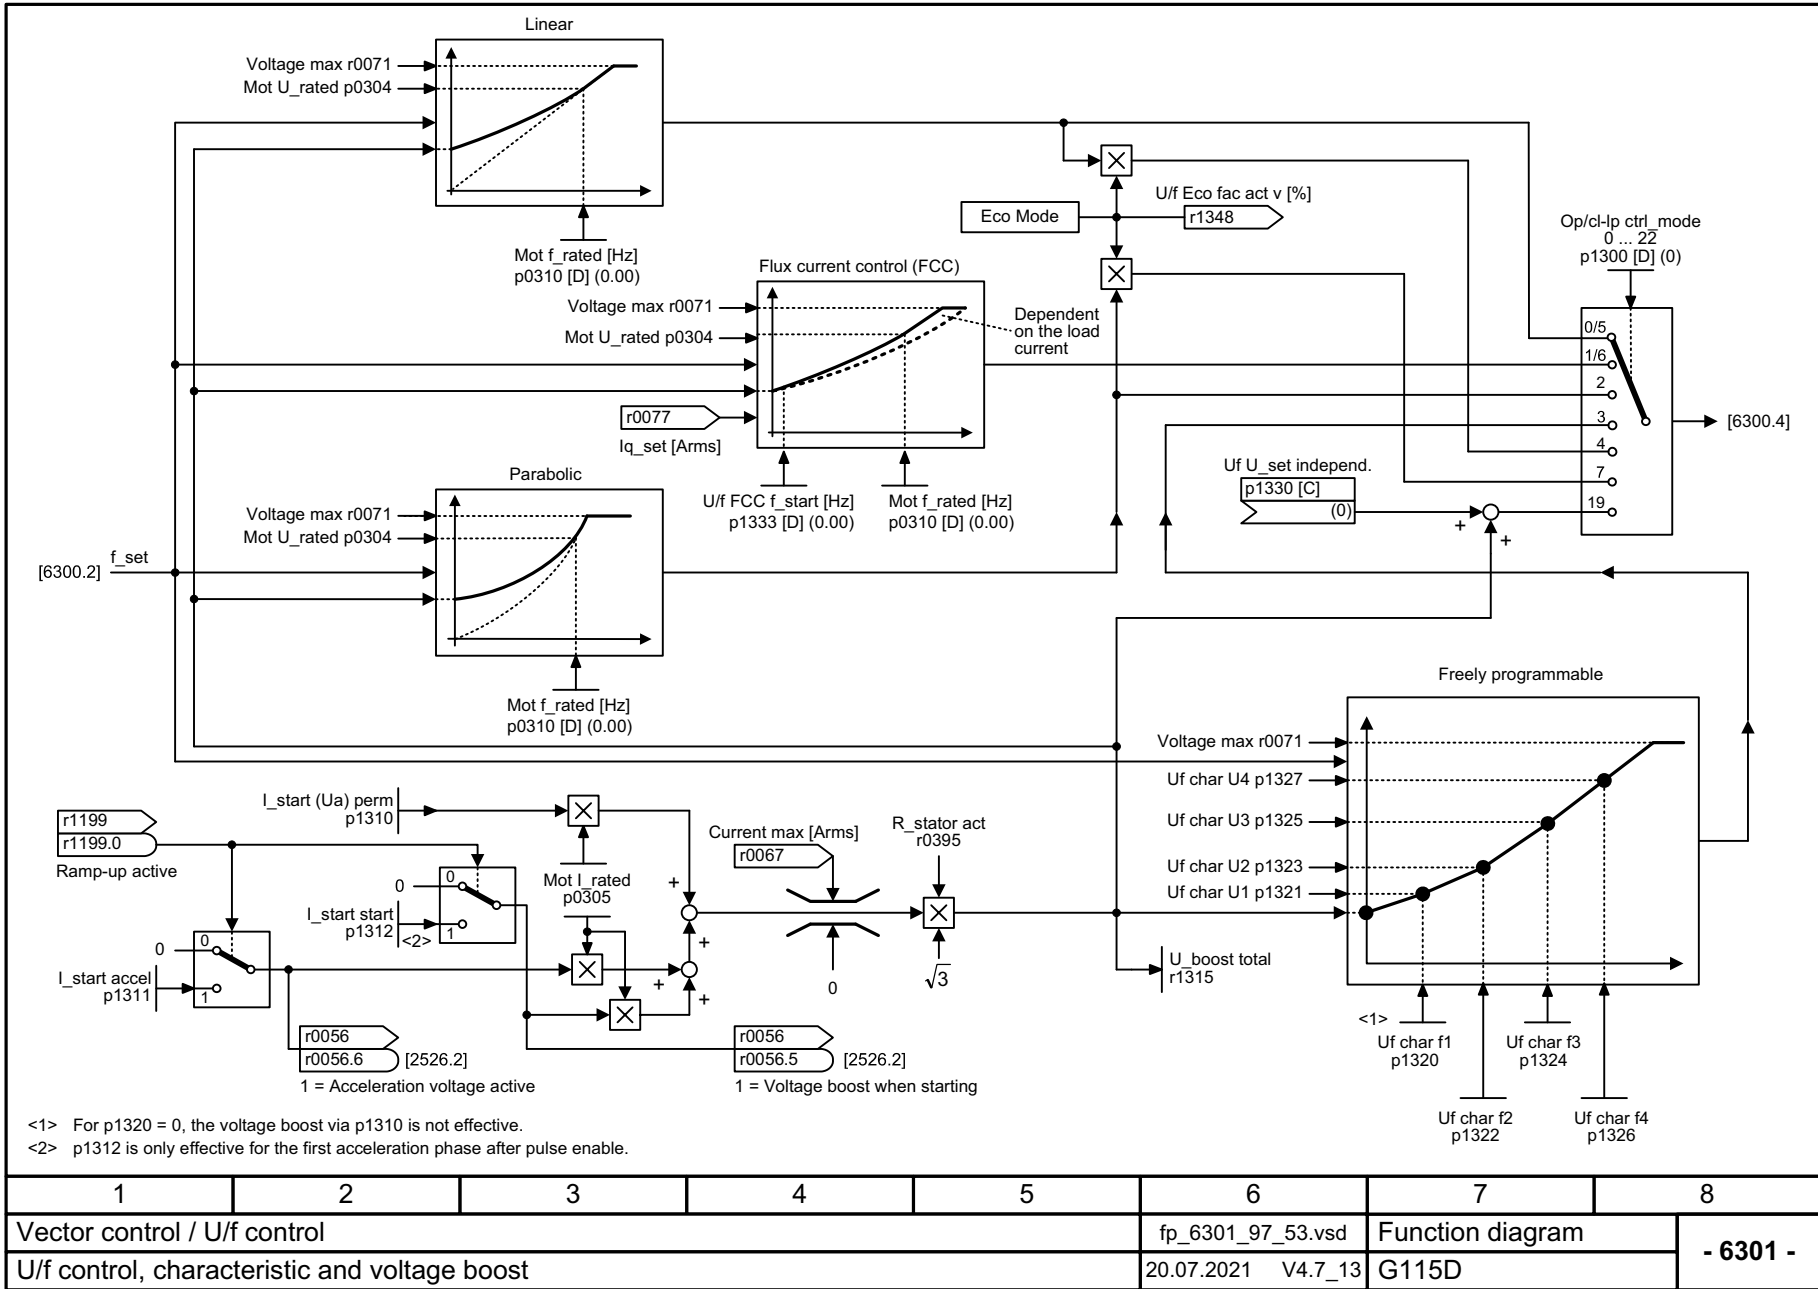 Linear
Voltage max r0071
Mot U_rated p0304
Mot f_rated [Hz]
p0310 [D] (0.00)
Eco Mode
U/f Eco fac act v [%]
r1348
Op/cl-lp ctrl_mode
0 ... 22
p1300 [D] (0)
Flux current control (FCC)
Voltage max r0071
Mot U_rated p0304
Dependent
on the load
current
r0077
Iq_set [Arms]
U/f FCC f_start [Hz]
p1333 [D] (0.00)
Mot f_rated [Hz]
p0310 [D] (0.00)
0/5
1/6
2
3
4
7
19
[6300.4]
Uf U_set independ.
p1330 [C]
(0)
+
+
Parabolic
Voltage max r0071
Mot U_rated p0304
[6300.2]
f_set
Mot f_rated [Hz]
p0310 [D] (0.00)
Freely programmable
Voltage max r0071
Uf char U4 p1327
Uf char U3 p1325
Uf char U2 p1323
Uf char U1 p1321
I_start (Ua) perm
p1310
r1199
r1199.0
Ramp-up active
Mot I_rated
p0305
Current max [Arms]
r0067
R_stator act
r0395
0
0
I_start start
p1312
<2>
1
+
+
+
+
0
0
I_start accel
p1311
1
0
√3
U_boost total
r1315
r0056
r0056.6
[2526.2]
1 = Acceleration voltage active
r0056
r0056.5
[2526.2]
1 = Voltage boost when starting
<1>
Uf char f1
p1320
Uf char f3
p1324
Uf char f2
p1322
Uf char f4
p1326
<1> For p1320 = 0, the voltage boost via p1310 is not effective.
<2> p1312 is only effective for the first acceleration phase after pulse enable.
1 2 3 4 5 6 7 8
Vector control / U/f control
fp_6301_97_53.vsd
Function diagram
- 6301 -
U/f control, characteristic and voltage boost
20.07.2021 V4.7_13
G115D